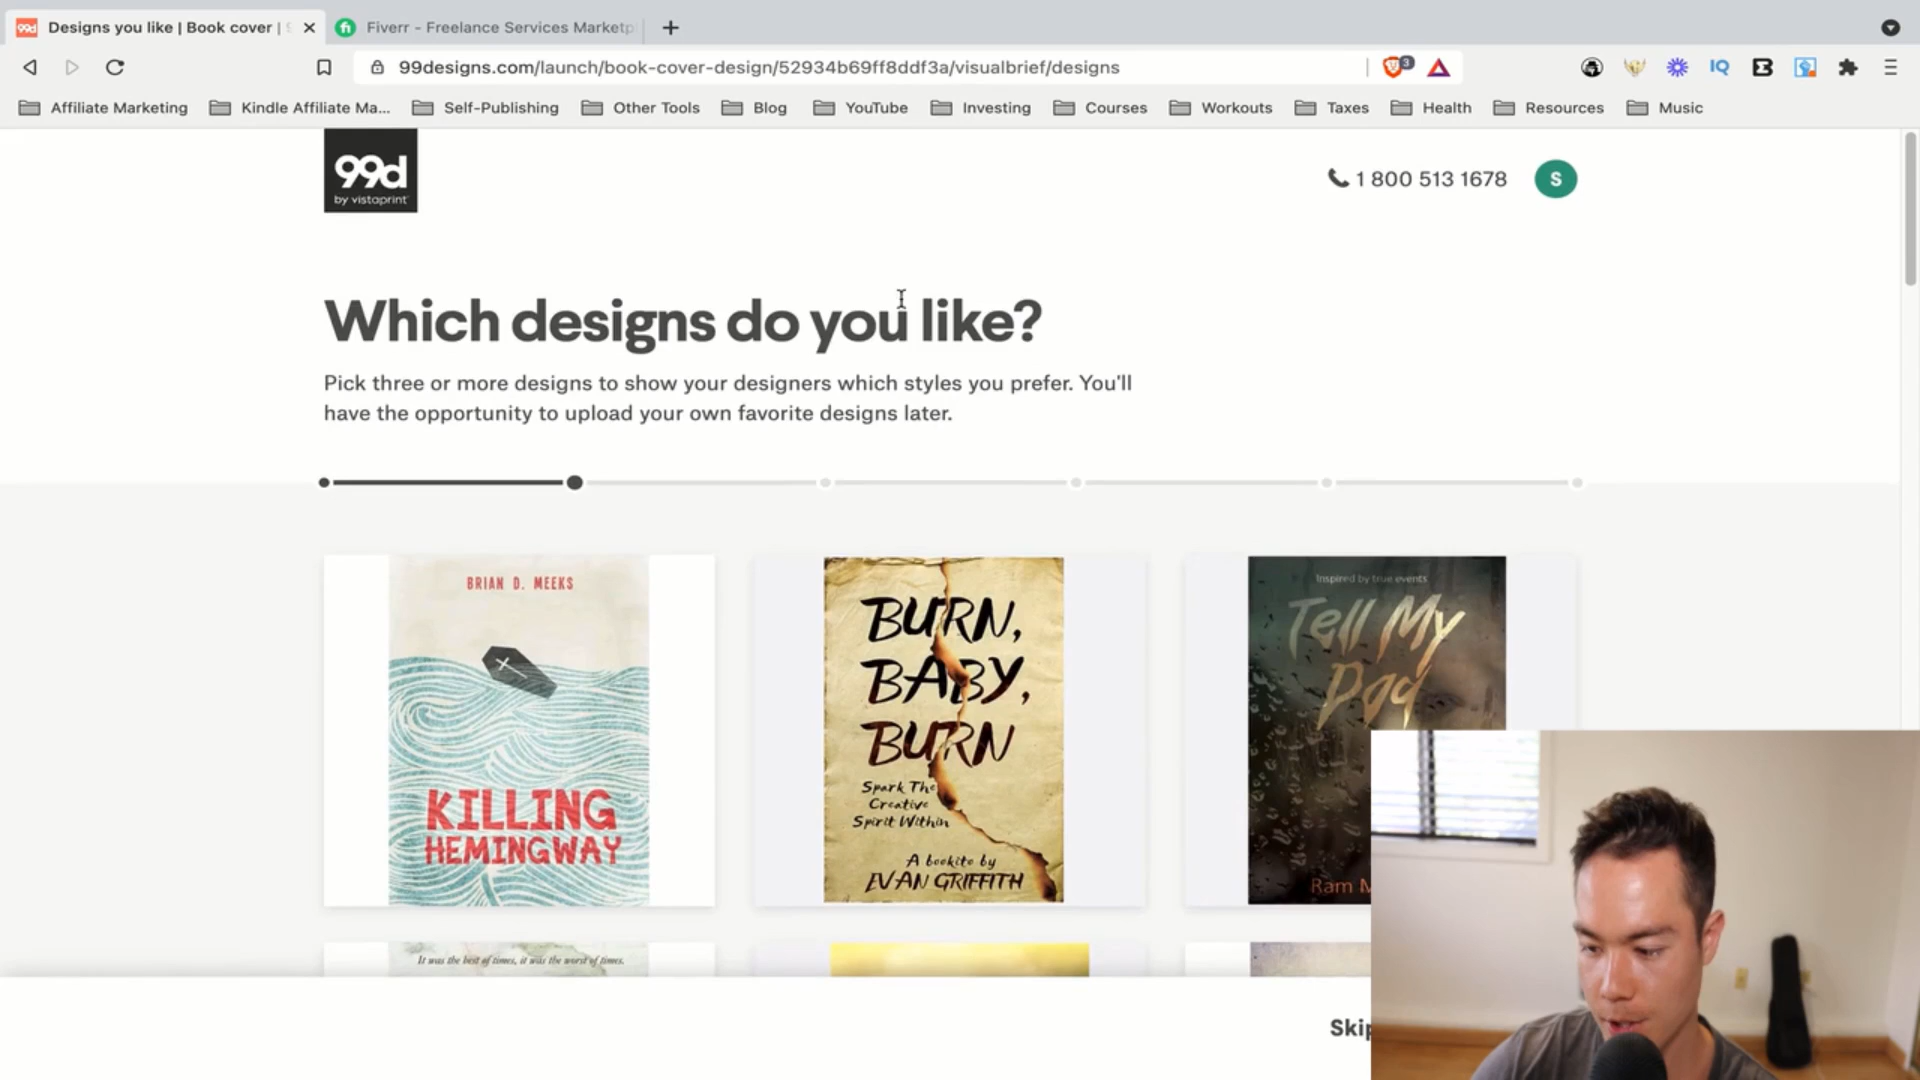 Designs you like | Book cover |
Fiverr - Freelance Services Marketp
99designs.com/launch/book-cover-design/52934b69ff8ddf3a/visualbrief/designs
3
IQ
Affiliate Marketing
Kindle Affiliate Ma...
Self-Publishing
Other Tools
Blog
YouTube
Investing
Courses
Workouts
Taxes
Health
Resources
Music
99d
by vistaprint
1 800 513 1678
S
Which designs do you like?
Pick three or more designs to show your designers which styles you prefer. You'll
have the opportunity to upload your own favorite designs later.
BRIAN D. MEEKS
KILLING
HEMINGWAY
BURN,
BABY,
BURN
Spark The
Creative
Spirit Within
A bookito by
EVAN GRIFFITH
Inspired by true events
Tell My
Dad
Ram M
It was the best of times, it was the worst of times.
Skip